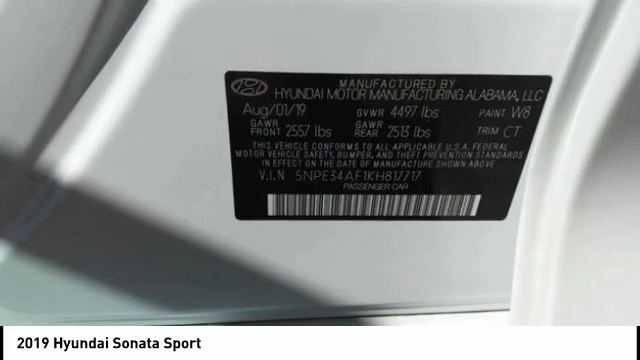 MANUFACTURED BY
HYUNDAI MOTOR MANUFACTURING ALABAMA, LLC
Aug/01/19 GVWR 4497 lbs PAINT W8
GAWR FRONT 2557 lbs GAWR REAR 2513 lbs TRIM CT
THIS VEHICLE CONFORMS TO ALL APPLICABLE U.S.A. FEDERAL
MOTOR VEHICLE SAFETY, BUMPER, AND THEFT PREVENTION
STANDARDS IN EFFECT ON THE DATE OF MANUFACTURE SHOWN ABOVE.
V.I.N 5NPE34AF1KH817717
PASSENGER CAR
2019 Hyundai Sonata Sport